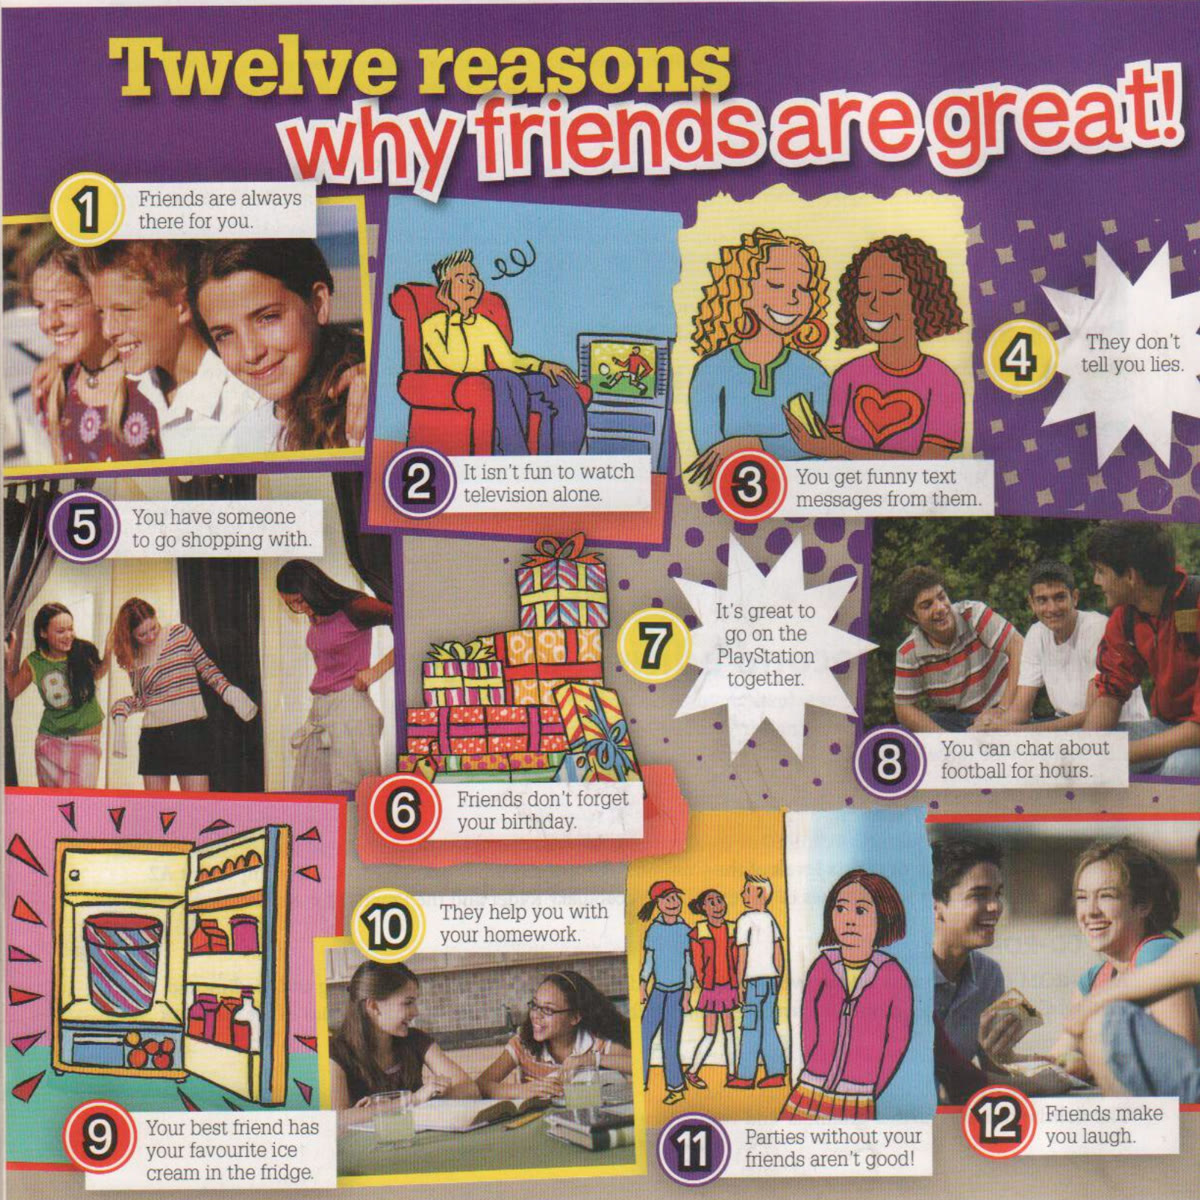 Twelve reasons
why friends are great!
1
Friends are always
there for you.
2
It isn't fun to watch
television alone.
3
You get funny text
messages from them.
4
They don't
tell you lies.
5
You have someone
to go shopping with.
6
Friends don't forget
your birthday.
7
It's great to
go on the
PlayStation
together.
8
You can chat about
football for hours.
9
Your best friend has
your favourite ice
cream in the fridge.
10
They help you with
your homework.
11
Parties without your
friends aren't good!
12
Friends make
you laugh.
8